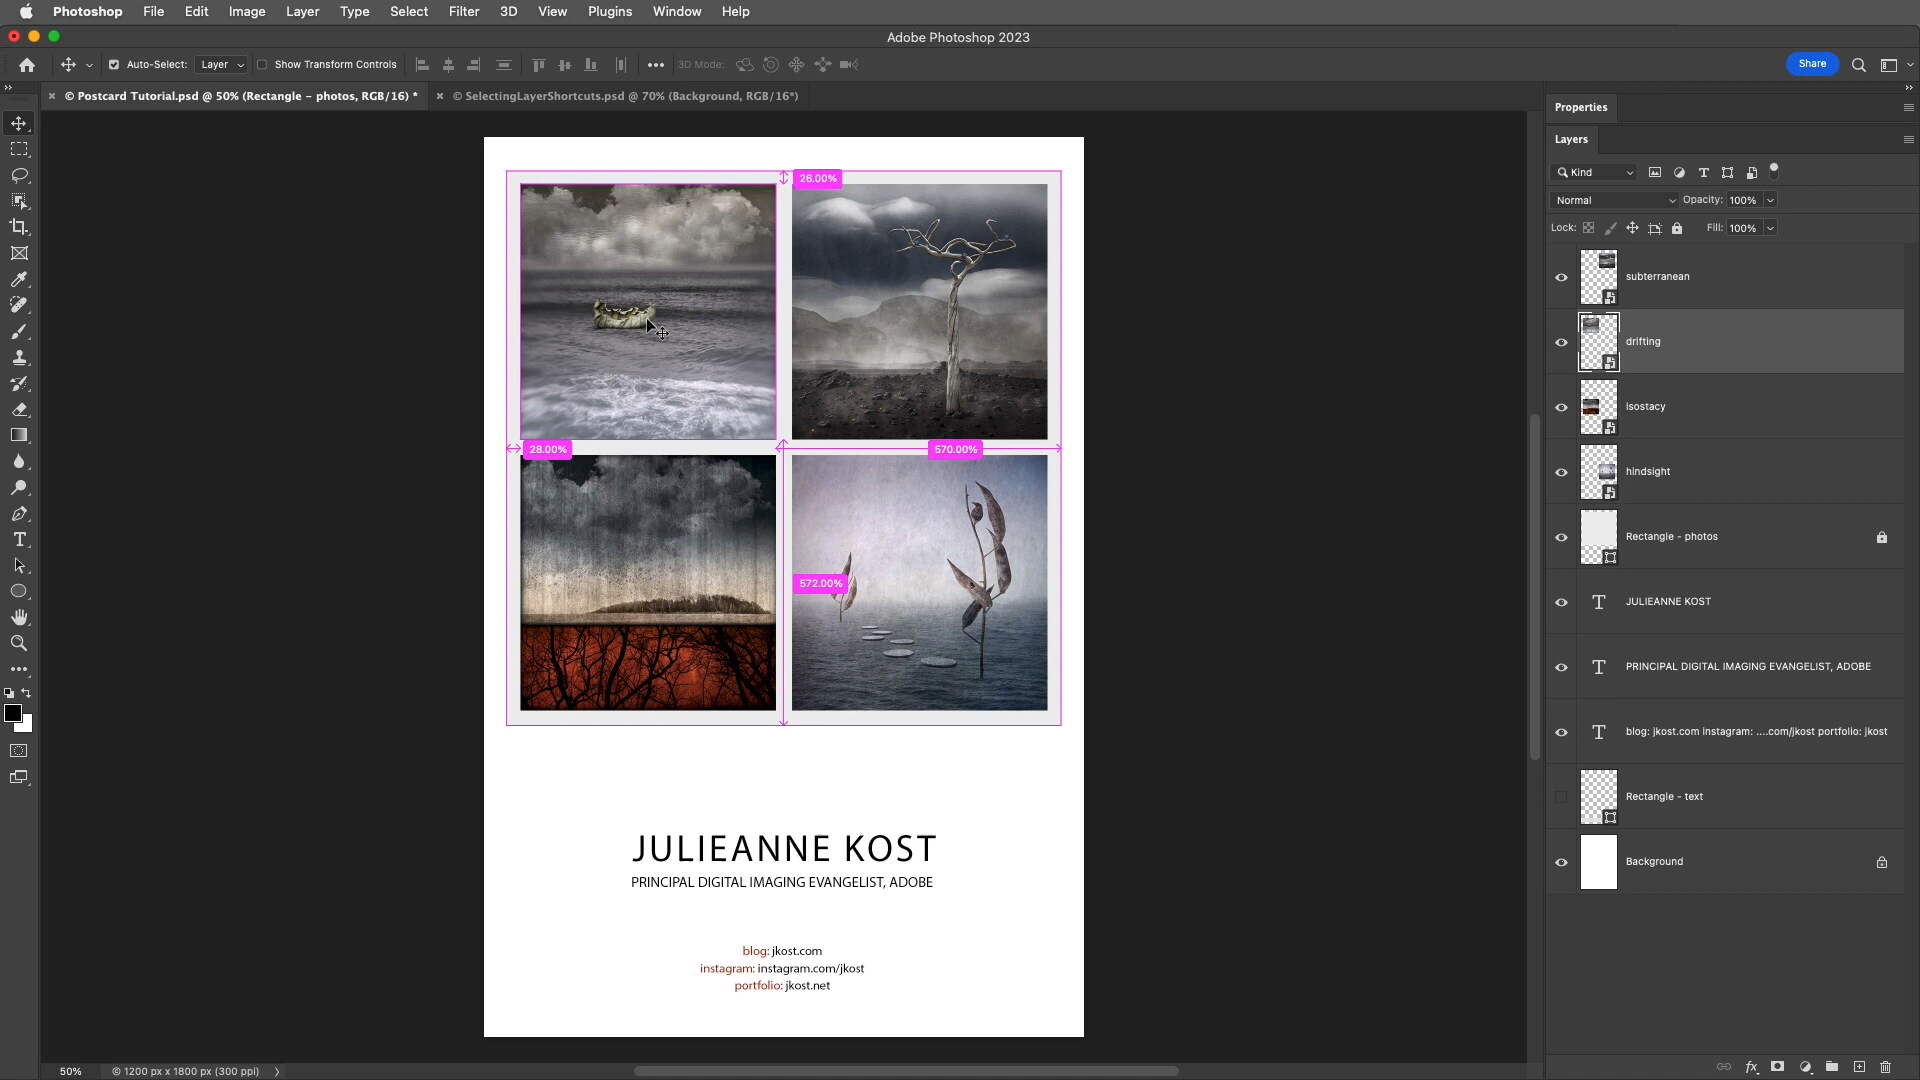 Photoshop File Edit Image Layer Type Select Filter 3D View Plugins Window Help
Adobe Photoshop 2023
Auto-Select: Layer Show Transform Controls 3D Mode: Share
© Postcard Tutorial.psd @ 50% (Rectangle - photos, RGB/16) * © SelectingLayerShortcuts.psd @ 70% (Background, RGB/16*)
Properties
Layers
Kind
Normal Opacity: 100%
Lock: Fill: 100%
subterranean
drifting
isostacy
hindsight
Rectangle - photos
JULIEANNE KOST
PRINCIPAL DIGITAL IMAGING EVANGELIST, ADOBE
blog: jkost.com instagram: ....com/jkost portfolio: jkost
Rectangle - text
Background
26.00%
28.00% 570.00%
572.00%
JULIEANNE KOST
PRINCIPAL DIGITAL IMAGING EVANGELIST, ADOBE
blog: jkost.com
instagram: instagram.com/jkost
portfolio: jkost.net
50% © 1200 px x 1800 px (300 ppi)